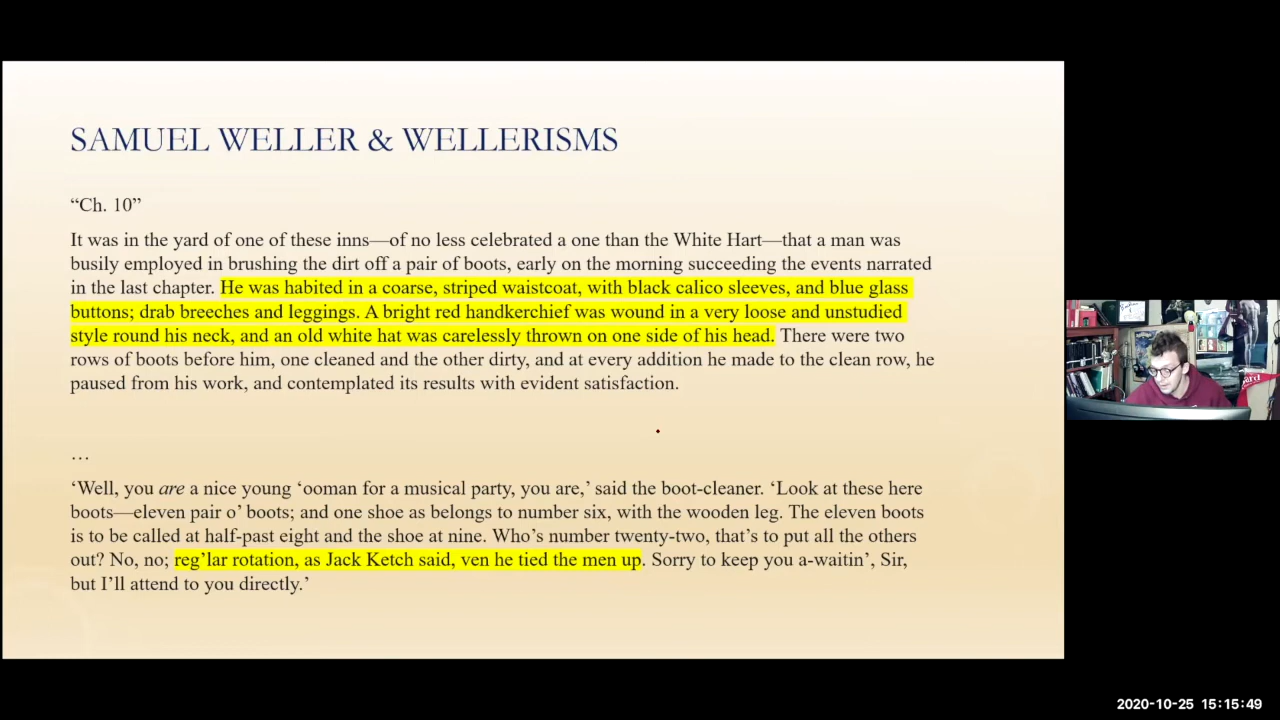 SAMUEL WELLER & WELLERISMS
“Ch. 10”
It was in the yard of one of these inns—of no less celebrated a one than the White Hart—that a man was
busily employed in brushing the dirt off a pair of boots, early on the morning succeeding the events narrated
in the last chapter. He was habited in a coarse, striped waistcoat, with black calico sleeves, and blue glass
buttons; drab breeches and leggings. A bright red handkerchief was wound in a very loose and unstudied
style round his neck, and an old white hat was carelessly thrown on one side of his head. There were two
rows of boots before him, one cleaned and the other dirty, and at every addition he made to the clean row, he
paused from his work, and contemplated its results with evident satisfaction.
…
‘Well, you are a nice young ‘ooman for a musical party, you are,’ said the boot-cleaner. ‘Look at these here
boots—eleven pair o’ boots; and one shoe as belongs to number six, with the wooden leg. The eleven boots
is to be called at half-past eight and the shoe at nine. Who’s number twenty-two, that’s to put all the others
out? No, no; reg’lar rotation, as Jack Ketch said, ven he tied the men up. Sorry to keep you a-waitin’, Sir,
but I’ll attend to you directly.’
2020-10-25 15:15:49